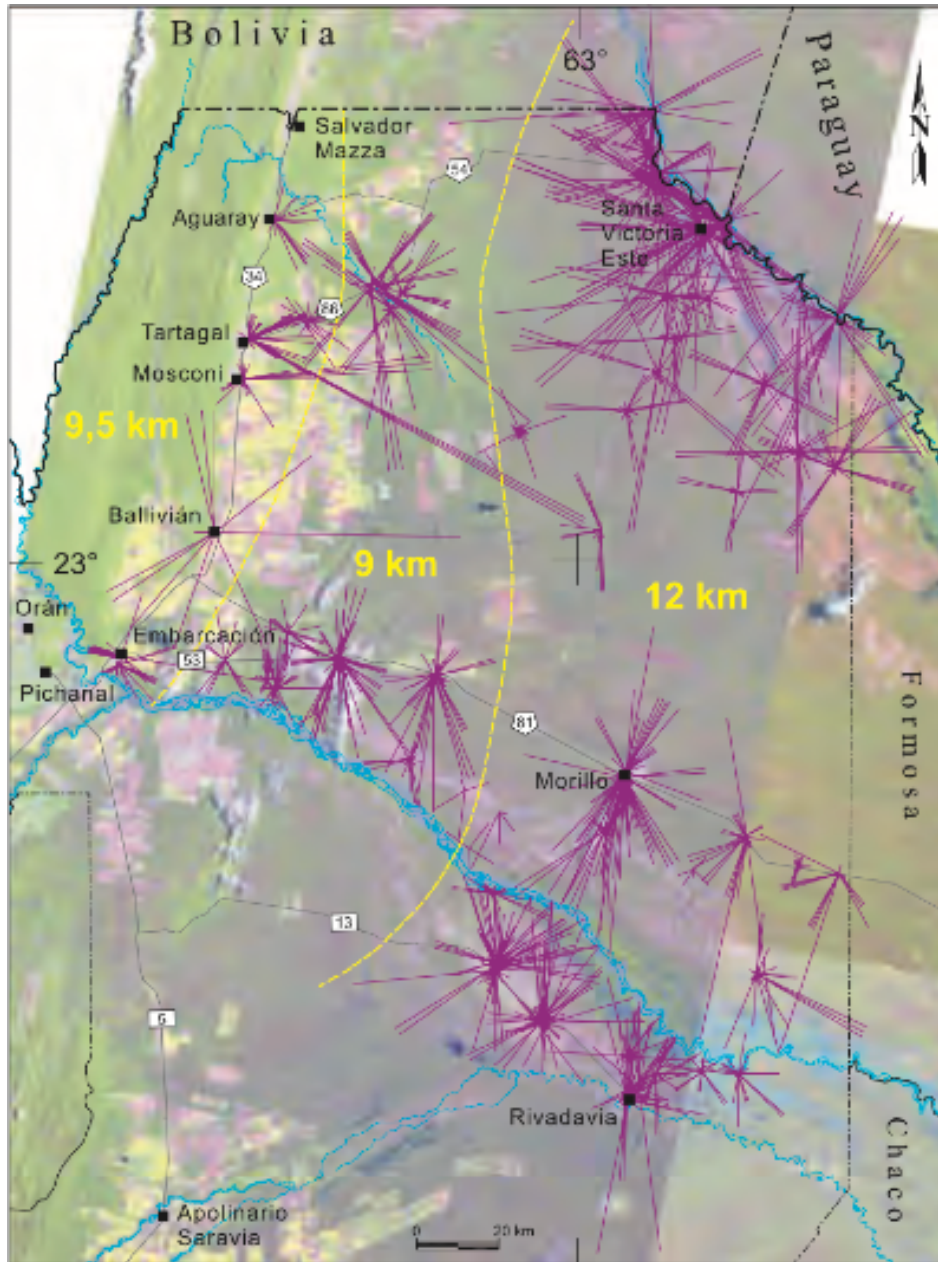 Bolivia
63°
Paraguay
N
Salvador
Mazza
54
Aguaray
Santa
Victoria
Este
34
86
Tartagal
Mosconi
9,5 km
Ballivián
23°
9 km
12 km
Orán
Embarcación
53
Pichanal
Formosa
81
Morillo
13
5
Rivadavia
Chaco
Apolinario
Saravia
0 20 km